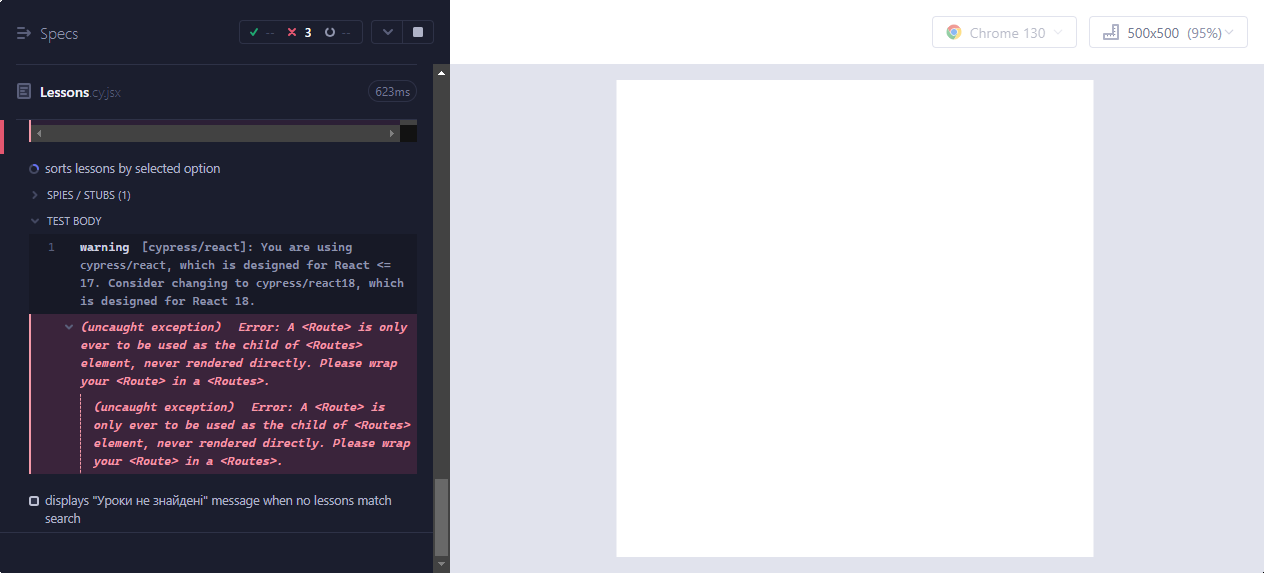 Specs
-- 3 --
Chrome 130
500x500 (95%)
Lessons.cy.jsx
623ms
sorts lessons by selected option
SPIES / STUBS (1)
TEST BODY
1 warning [cypress/react]: You are using
cypress/react, which is designed for React <=
17. Consider changing to cypress/react18, which
is designed for React 18.
(uncaught exception) Error: A <Route> is only
ever to be used as the child of <Routes>
element, never rendered directly. Please wrap
your <Route> in a <Routes>.
(uncaught exception) Error: A <Route> is
only ever to be used as the child of <Routes>
element, never rendered directly. Please wrap
your <Route> in a <Routes>.
displays "Уроки не знайдені" message when no lessons match
search